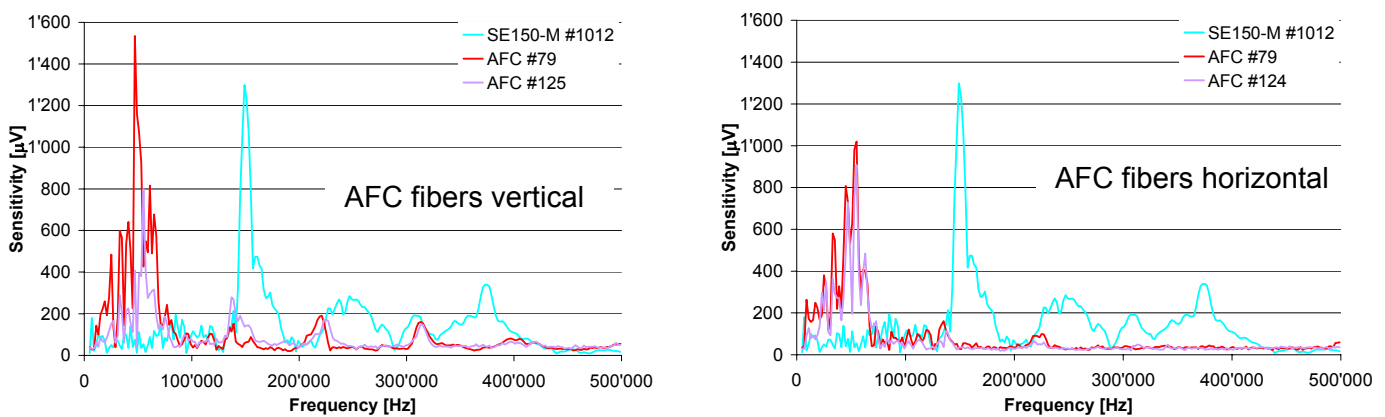 1'600
1'400
1'200
1'000
800
600
400
200
0
Sensitivity [µV]
SE150-M #1012
AFC #79
AFC #125
AFC fibers vertical
0
100'000
200'000
300'000
400'000
500'000
Frequency [Hz]
1'600
1'400
1'200
1'000
800
600
400
200
0
Sensitivity [µV]
SE150-M #1012
AFC #79
AFC #124
AFC fibers horizontal
0
100'000
200'000
300'000
400'000
500'000
Frequency [Hz]